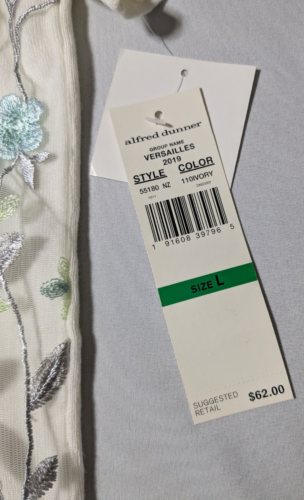 alfred dunner
GROUP NAME
VERSAILLES
2019
STYLE COLOR
55180 NZ 110IVORY
1 91608 39796 5
SIZE L
SUGGESTED
RETAIL $62.00